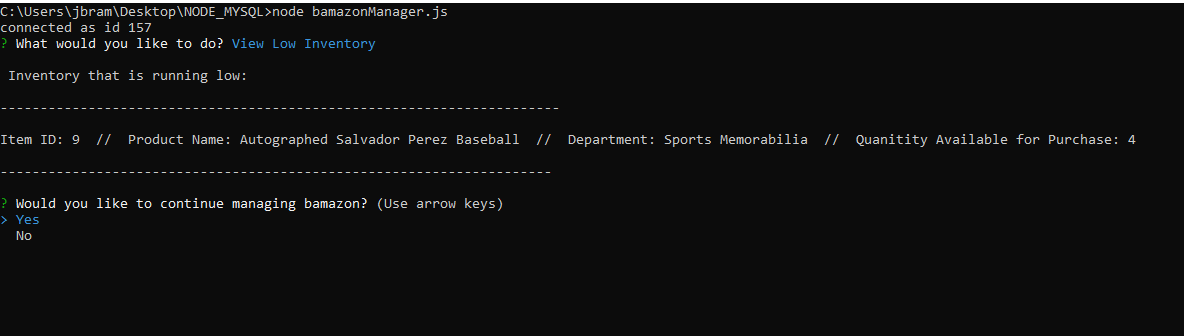 C:\Users\jbram\Desktop\NODE_MYSQL>node bamazonManager.js
connected as id 157
? What would you like to do? View Low Inventory
Inventory that is running low:
----------------------------------------------------------------------
Item ID: 9  //  Product Name: Autographed Salvador Perez Baseball  //  Department: Sports Memorabilia  //  Quanitity Available for Purchase: 4
---------------------------------------------------------------------
? Would you like to continue managing bamazon? (Use arrow keys)
> Yes
No